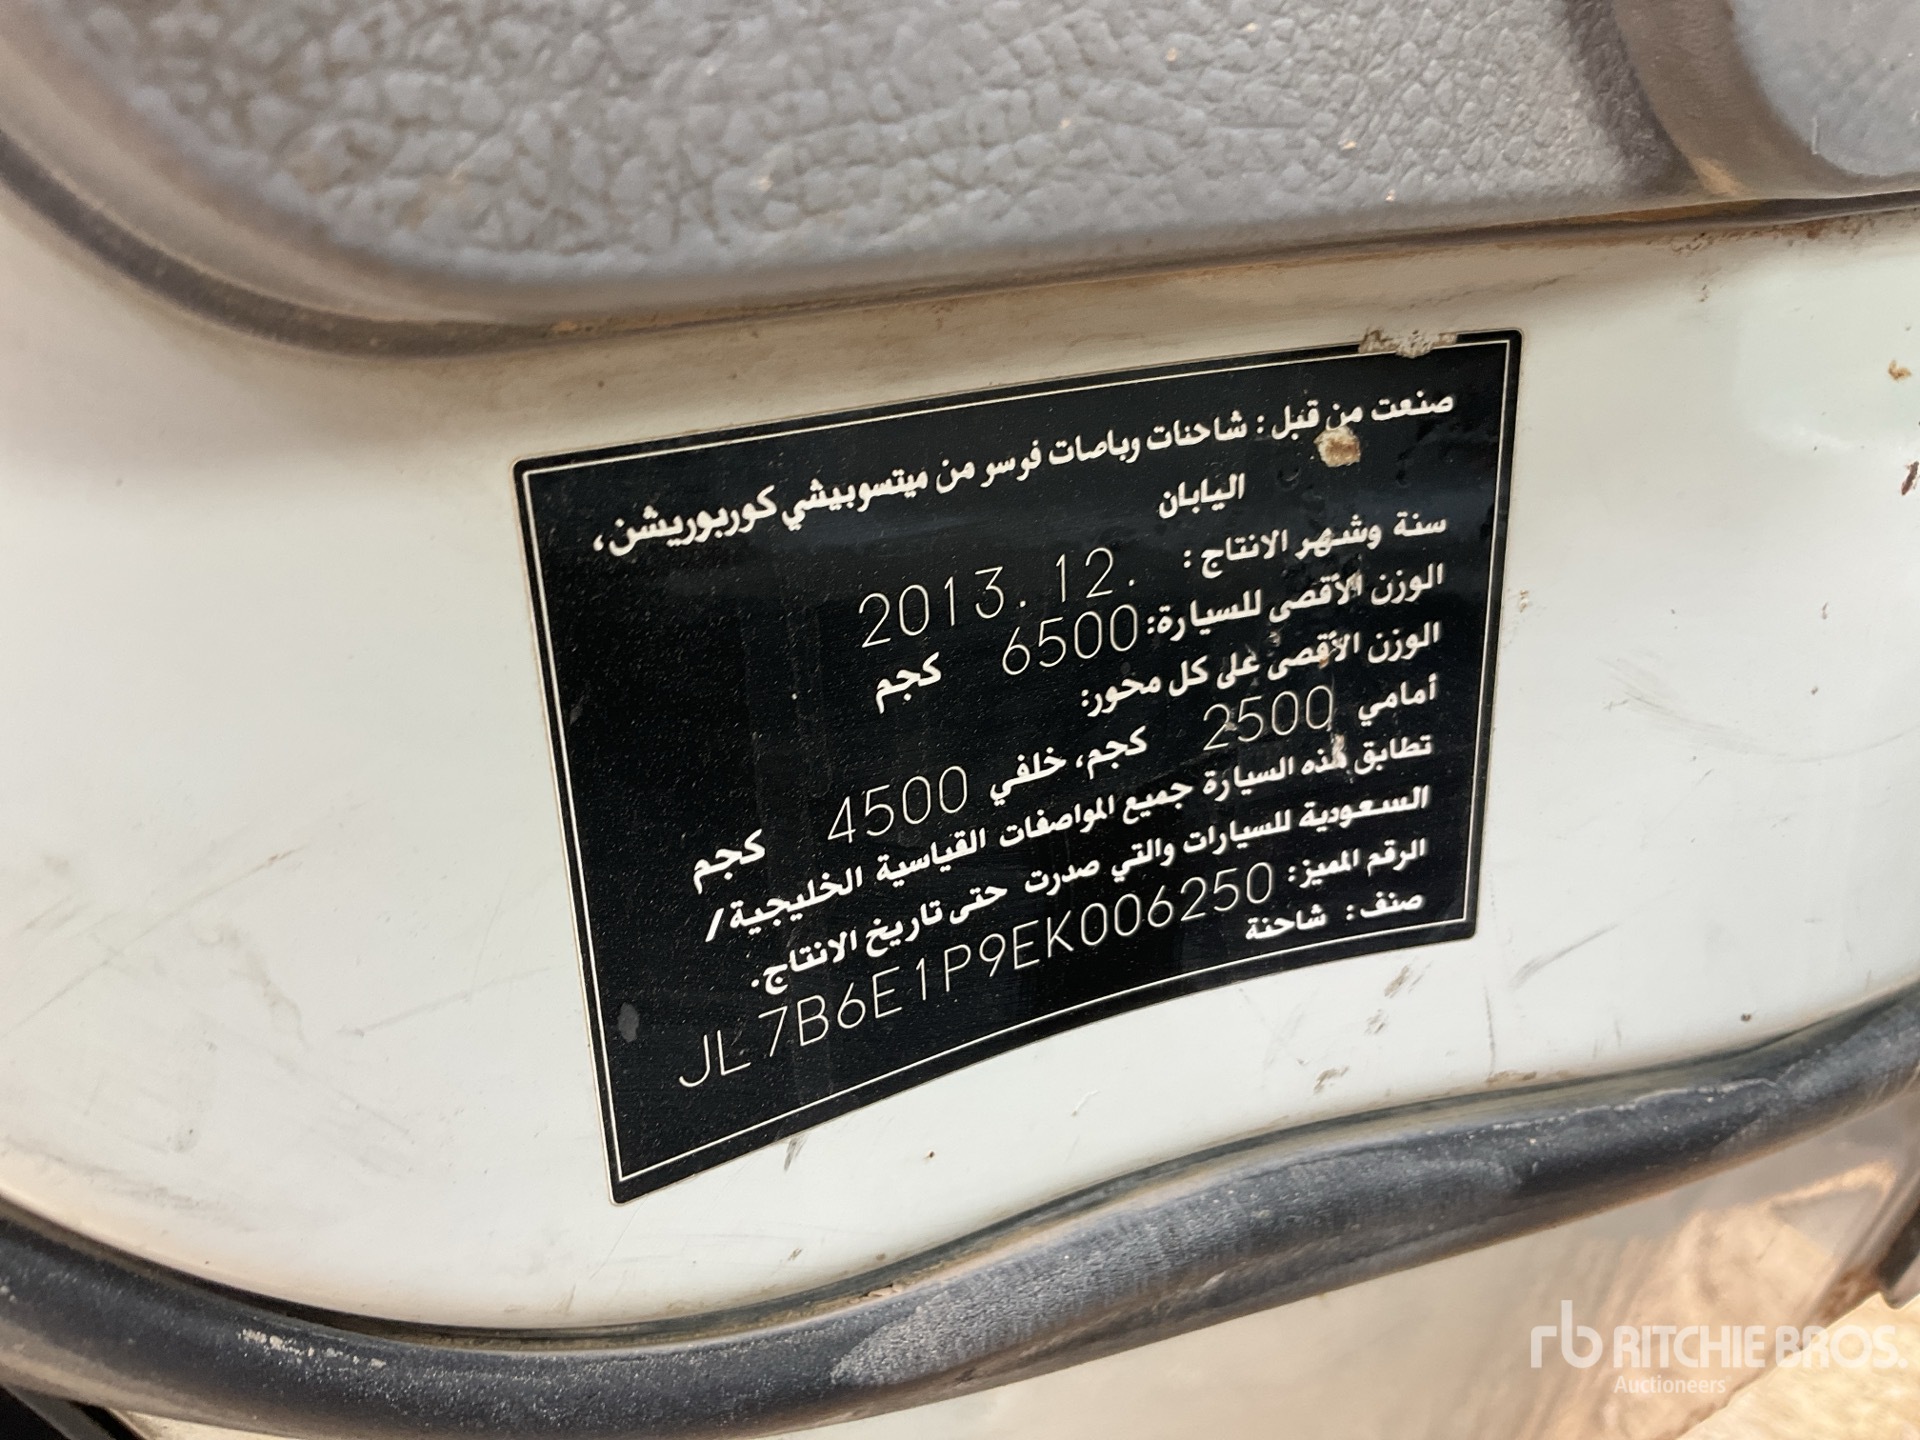 صنعت من قبل : شاحنات وباصات فوسو من ميتسوبيشي كوربوريشن،
اليابان
سنة وشهر الانتاج : 2013. 12.
الوزن الأقصى للسيارة: 6500 كجم
الوزن الأقصى على كل محور:
أمامي 2500 كجم، خلفي 4500 كجم
تطابق هذه السيارة جميع المواصفات القياسية الخليجية/
السعودية للسيارات والتي صدرت حتى تاريخ الانتاج.
الرقم المميز: JL7B6E1P9EK006250
صنف: شاحنة
rb RITCHIE BROS.
Auctioneers